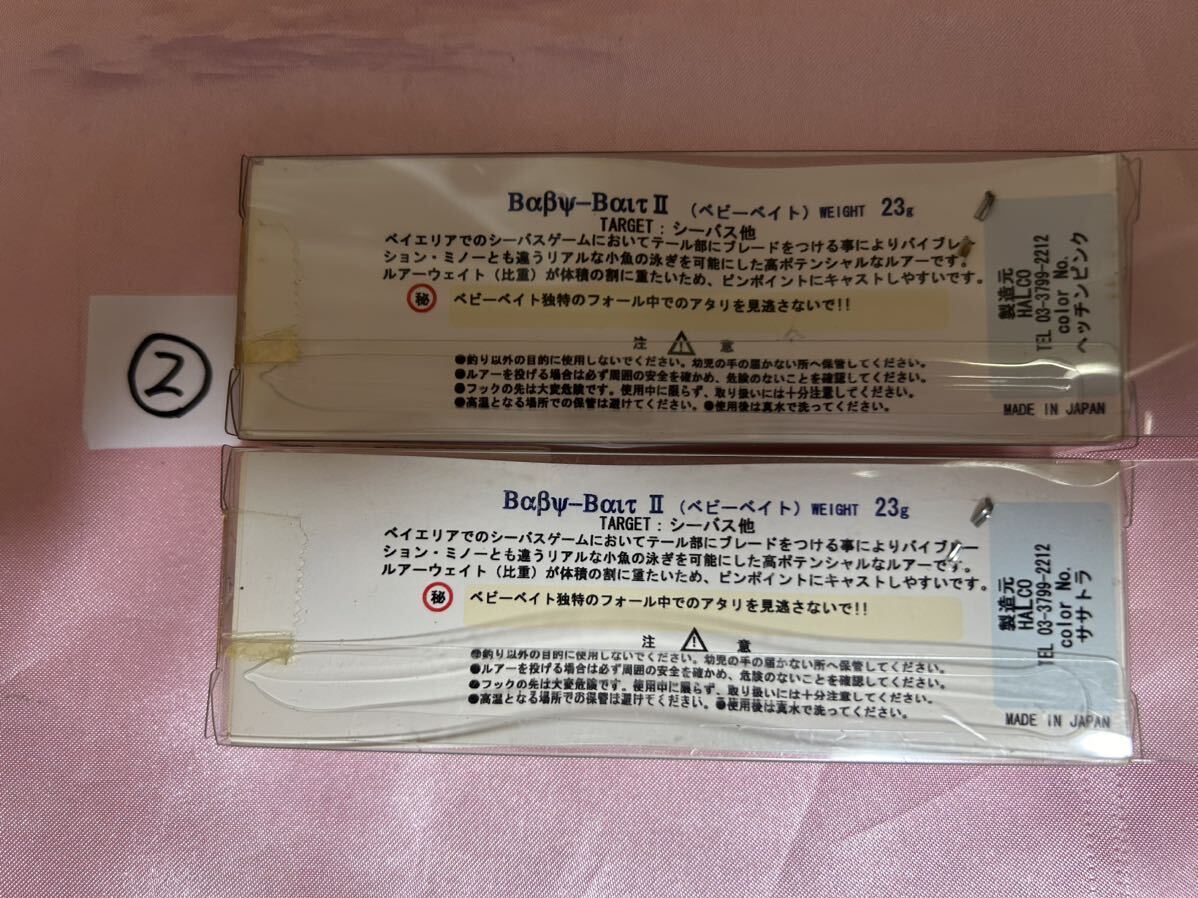 ②
Bαβψ-BαιτⅡ （ベビーベイト）WEIGHT 23g
TARGET：シーバス他
ベイエリアでのシーバスゲームにおいてテール部にブレードをつける事によりバイブレー
ション・ミノーとも違うリアルな小魚の泳ぎを可能にした高ポテンシャルなルアーです。
ルアーウェイト（比重）が体積の割に重たいため、ピンポイントにキャストしやすいです。
㊙ ベビーベイト独特のフォール中でのアタリを見逃さないで!!
注 ⚠ 意
●釣り以外の目的に使用しないでください。幼児の手の届かない所へ保管してください。
●ルアーを投げる場合は必ず周囲の安全を確かめ、危険のないことを確認してください。
●フックの先は大変危険です。使用中に限らず、取り扱いには十分注意してください。
●高温となる場所での保管は避けてください。●使用後は真水で洗ってください。
製造元
HALCO
TEL 03-3799-2212
color No.
ヘッチンピンク
MADE IN JAPAN
Bαβψ-Bαιτ Ⅱ （ベビーベイト）WEIGHT 23g
TARGET：シーバス他
ベイエリアでのシーバスゲームにおいてテール部にブレードをつける事によりバイブレー
ション・ミノーとも違うリアルな小魚の泳ぎを可能にした高ポテンシャルなルアーです。
ルアーウェイト（比重）が体積の割に重たいため、ピンポイントにキャストしやすいです。
㊙ ベビーベイト独特のフォール中でのアタリを見逃さないで!!
注 ⚠ 意
●釣り以外の目的に使用しないでください。幼児の手の届かない所へ保管してください。
●ルアーを投げる場合は必ず周囲の安全を確かめ、危険のないことを確認してください。
●フックの先は大変危険です。使用中に限らず、取り扱いには十分注意してください。
●高温となる場所での保管は避けてください。●使用後は真水で洗ってください。
製造元
HALCO
TEL 03-3799-2212
color No.
ササトラ
MADE IN JAPAN